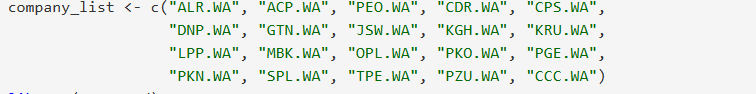 company_list <- c("ALR.WA", "ACP.WA", "PEO.WA", "CDR.WA", "CPS.WA",
"DNP.WA", "GTN.WA", "JSW.WA", "KGH.WA", "KRU.WA",
"LPP.WA", "MBK.WA", "OPL.WA", "PKO.WA", "PGE.WA",
"PKN.WA", "SPL.WA", "TPE.WA", "PZU.WA", "CCC.WA")